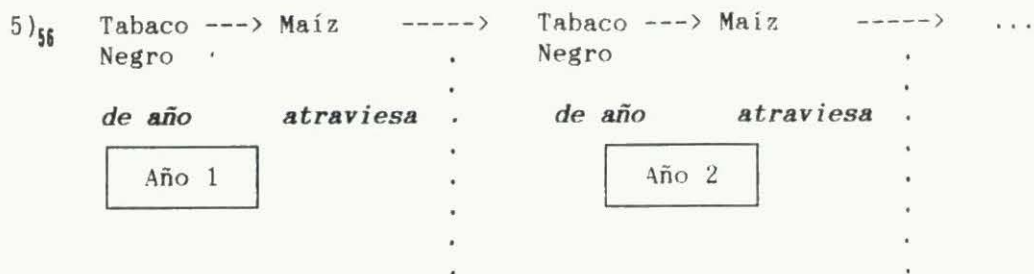 5)56 Tabaco ---> Maíz -----> Tabaco ---> Maíz -----> ...
Negro Negro
de año atraviesa de año atraviesa
Año 1 Año 2